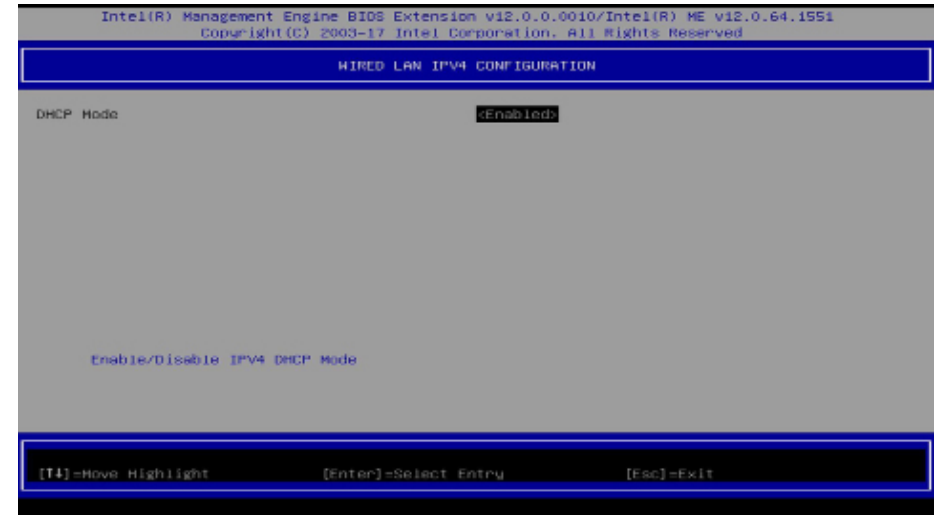 Intel(R) Management Engine BIOS Extension v12.0.0.0010/Intel(R) ME v12.0.64.1551
Copyright(C) 2003-17 Intel Corporation. All Rights Reserved
WIRED LAN IPV4 CONFIGURATION
DHCP Mode <Enabled>
Enable/Disable IPV4 DHCP Mode
[↑↓]=Move Highlight [Enter]=Select Entry [Esc]=Exit